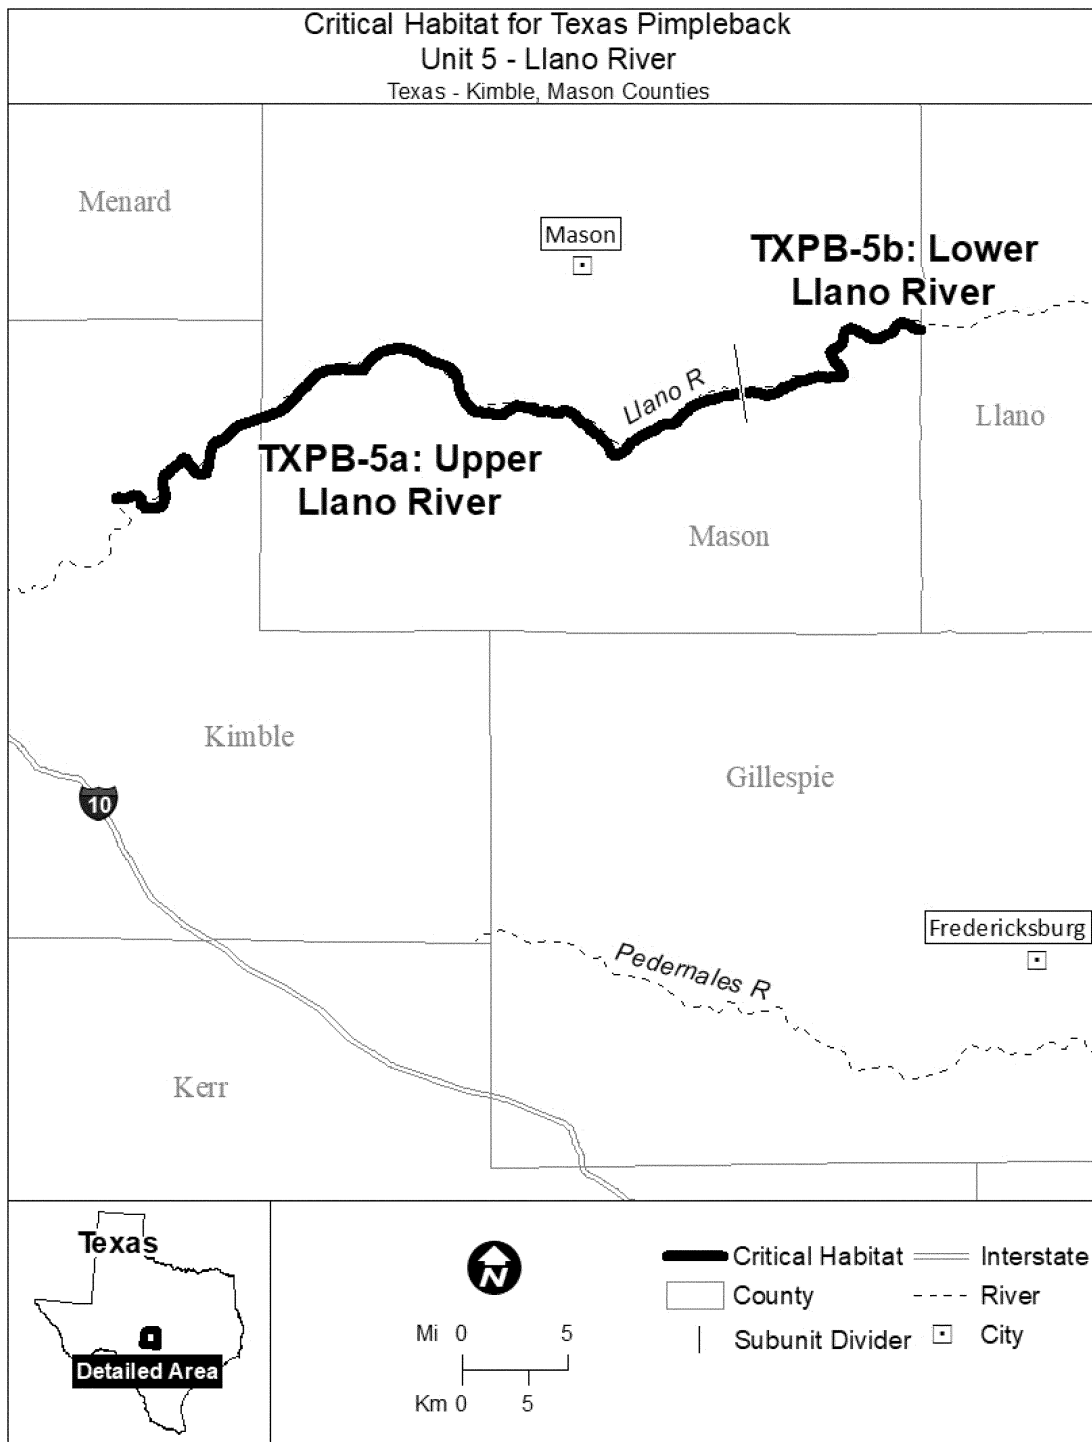 Critical Habitat for Texas Pimpleback
Unit 5 - Llano River
Texas - Kimble, Mason Counties
Menard
Mason
TXPB-5b: Lower
Llano River
Llano R
Llano
TXPB-5a: Upper
Llano River
Mason
Kimble
Gillespie
10
Fredericksburg
Pedernales R
Kerr
Texas
Detailed Area
N
Mi 0 5
Km 0 5
Critical Habitat
Interstate
County
River
Subunit Divider
City